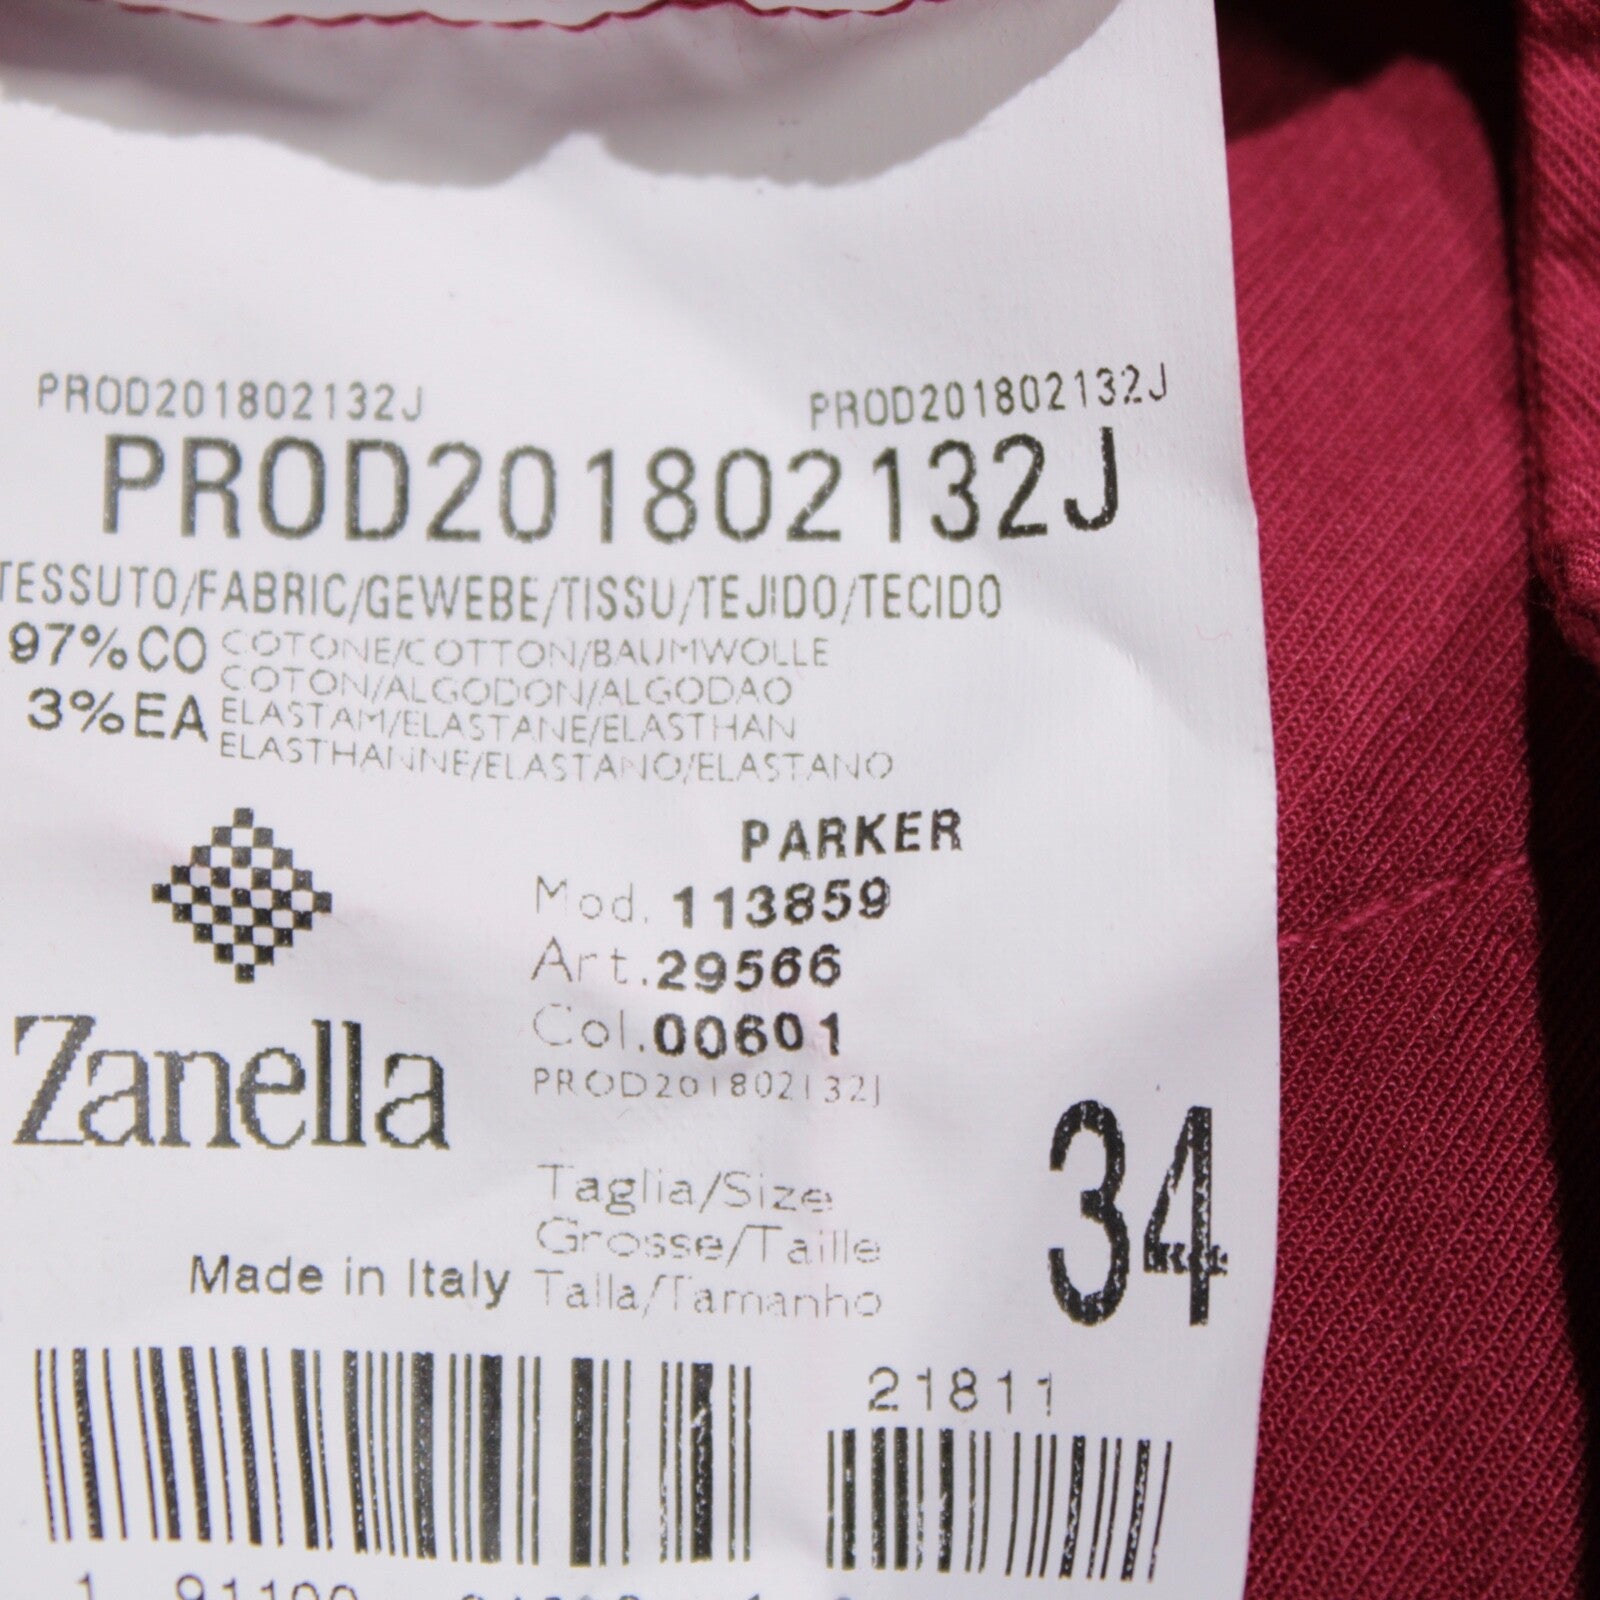 PROD201802132J PROD201802132J
PROD201802132J
TESSUTO/FABRIC/GEWEBE/TISSU/TEJIDO/TECIDO
97%CO COTONE/COTTON/BAUMWOLLE
COTON/ALGODON/ALGODAO
3%EA ELASTAM/ELASTANE/ELASTHAN
ELASTHANNE/ELASTANO/ELASTANO
PARKER
Mod. 113859
Art. 29566
Col. 00601
PROD201802132J
Zanella
34
Taglia/Size
Grosse/Taille
Made in Italy Talla/Tamanho
21811
1 91100